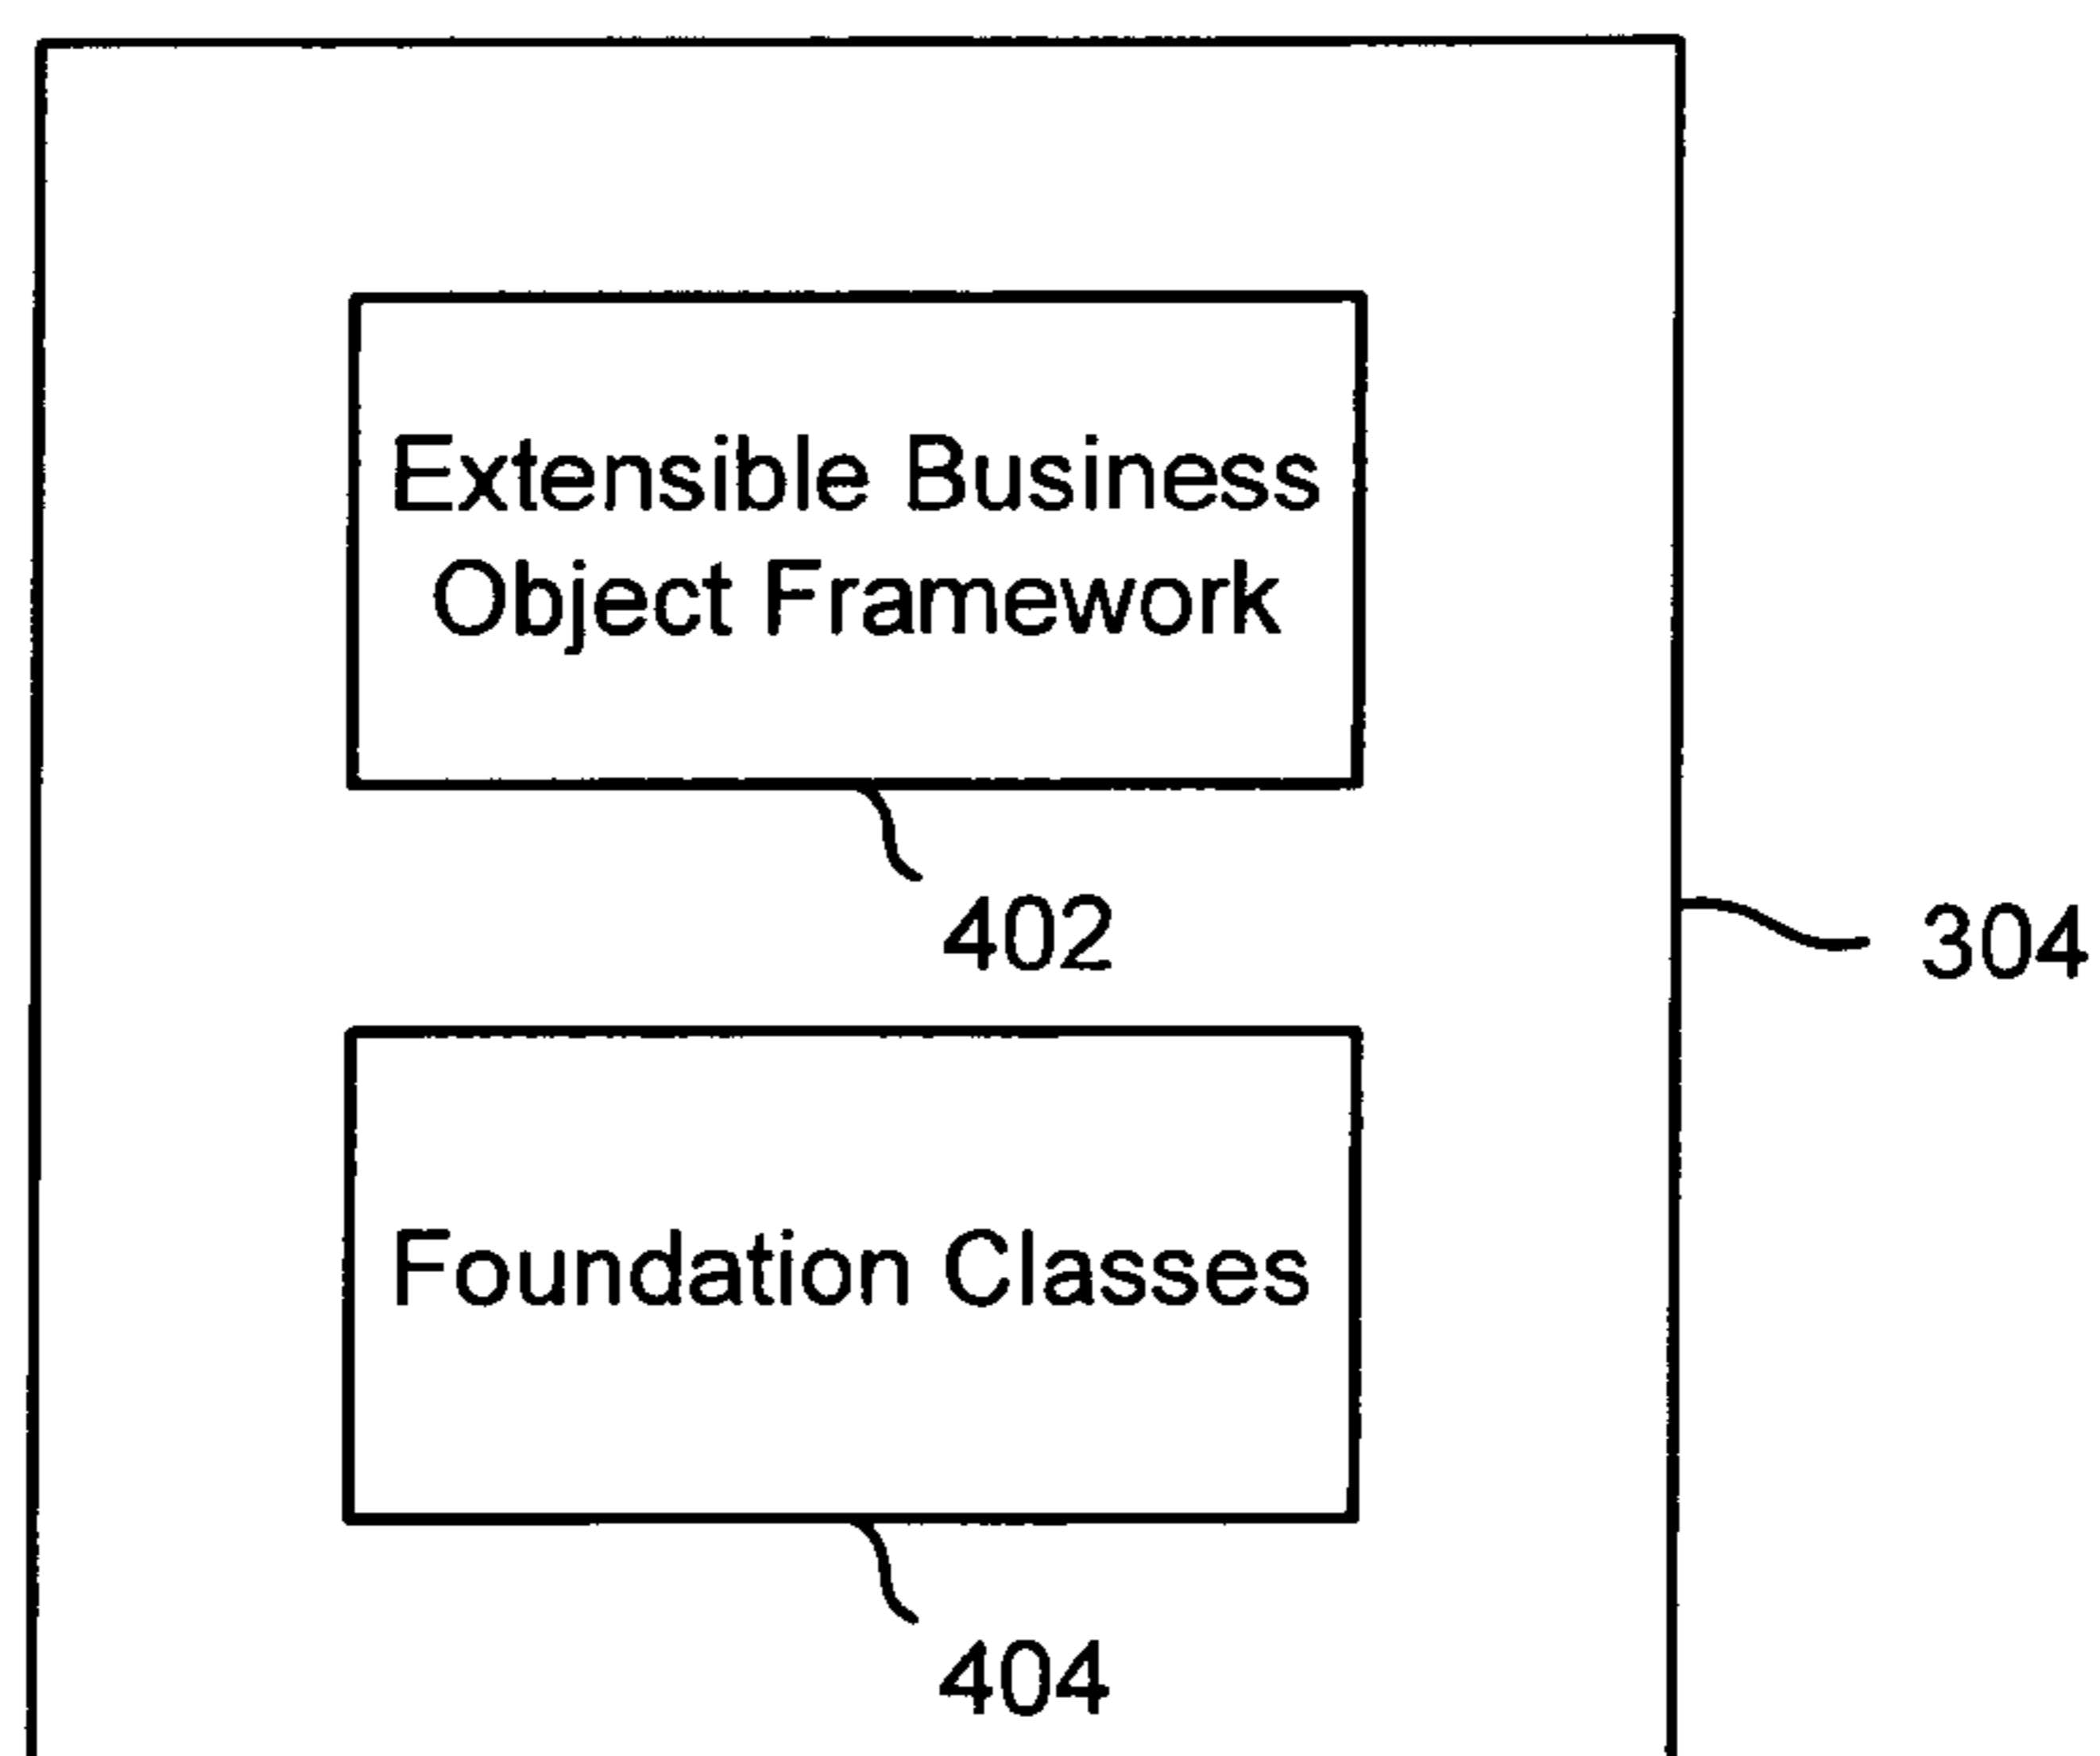 Extensible Business
Object Framework
402
304
Foundation Classes
404